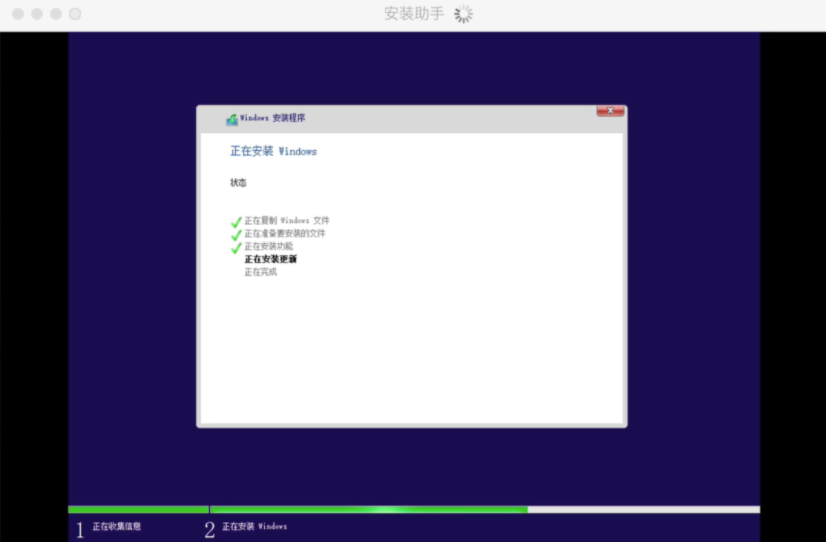 安装助手
Windows 安装程序
正在安装 Windows
状态
正在复制 Windows 文件
正在准备要安装的文件
正在安装功能
正在安装更新
正在完成
1 正在收集信息
2 正在安装 Windows